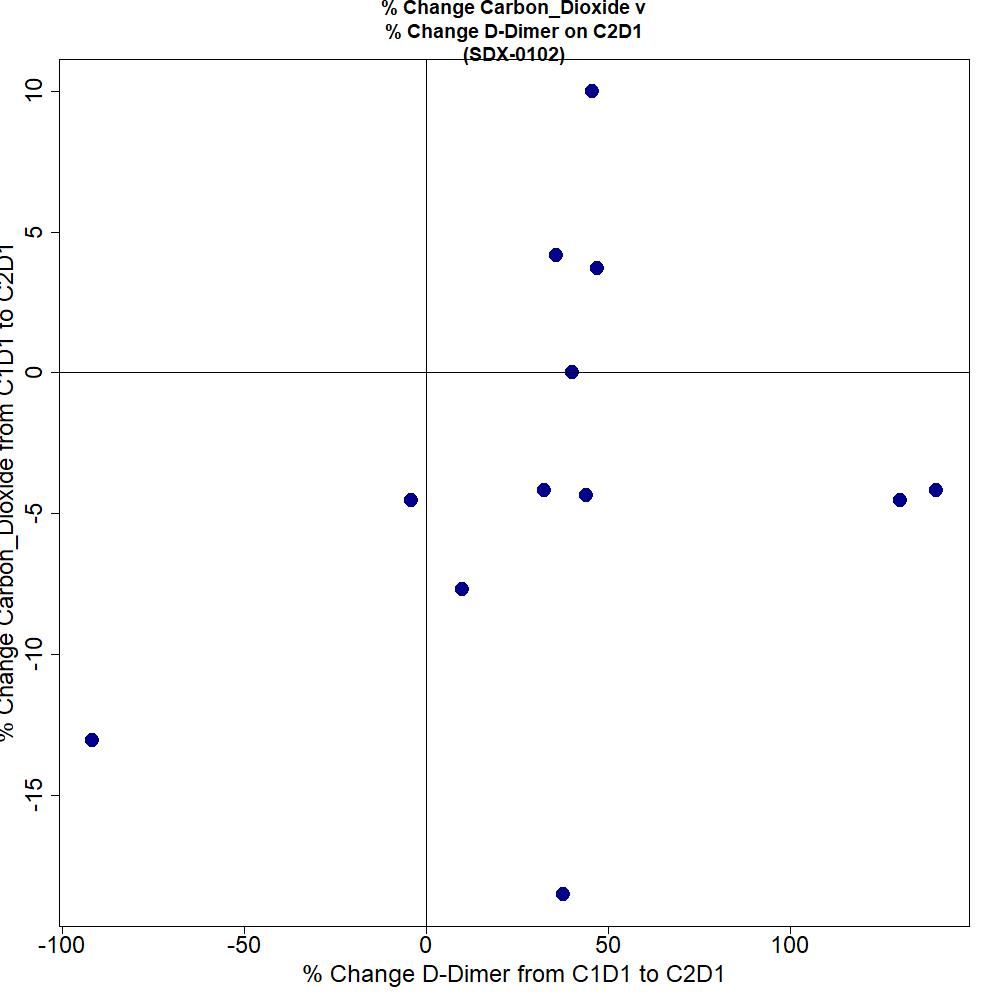 % Change Carbon_Dioxide v
% Change D-Dimer on C2D1
(SDX-0102)
% Change Carbon_Dioxide from C1D1 to C2D1
10
5
0
-5
-10
-15
-100
-50
0
50
100
% Change D-Dimer from C1D1 to C2D1